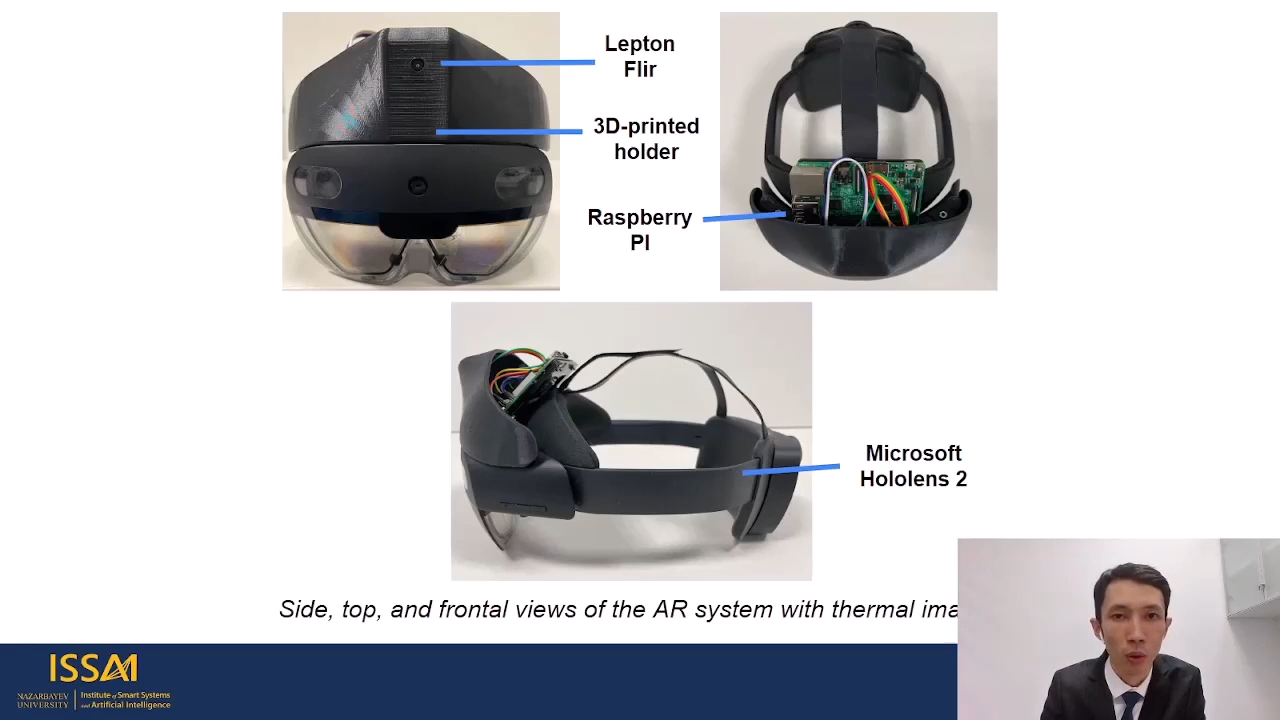 Lepton
Flir
3D-printed
holder
Raspberry
PI
Microsoft
Hololens 2
Side, top, and frontal views of the AR system with thermal ima
ISSAI
NAZARBAYEV
UNIVERSITY
Institute of Smart Systems
and Artificial Intelligence